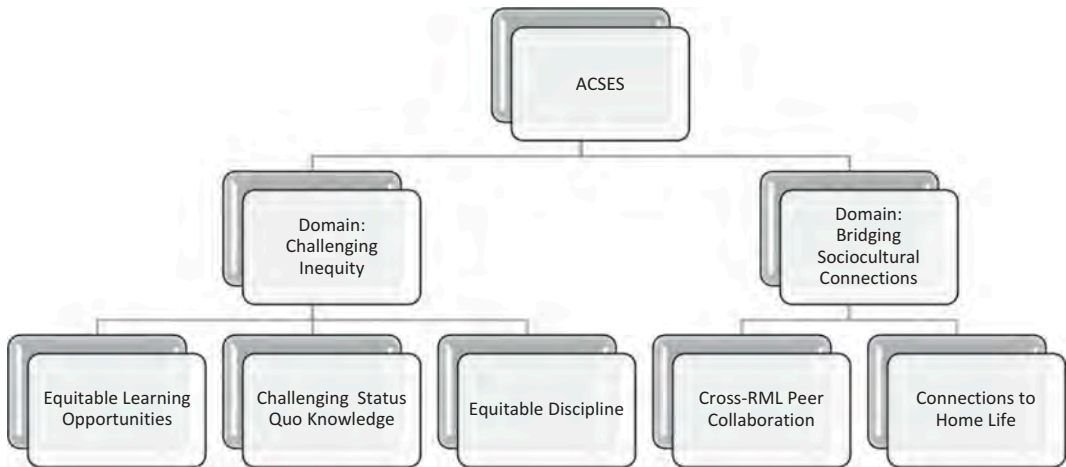 ACSES
Domain:
Challenging
Inequity
Domain:
Bridging
Sociocultural
Connections
Equitable Learning
Opportunities
Challenging Status
Quo Knowledge
Equitable Discipline
Cross-RML Peer
Collaboration
Connections to
Home Life